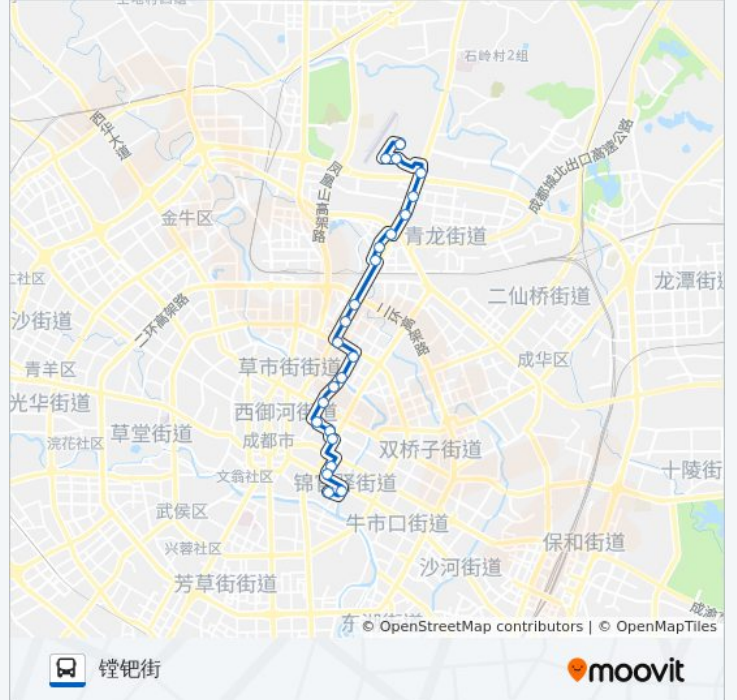 石岭村2组
西华大道
成都城北出口高速公路
凤凰山高架路
金牛区
青龙街道
龙潭街
二仙桥街道
沙街道
二环高架路
二环高架路
成华区
草市街街道
青羊区
光华街道
西御河街道
草堂街道
成都市
浣花社区
双桥子街道
十陵街
文翁社区
锦官驿街道
武侯区
牛市口街道
保和街道
兴蓉社区
沙河街道
芳草街街道
© OpenStreetMap contributors | © OpenMapTiles
镗钯街
moovit